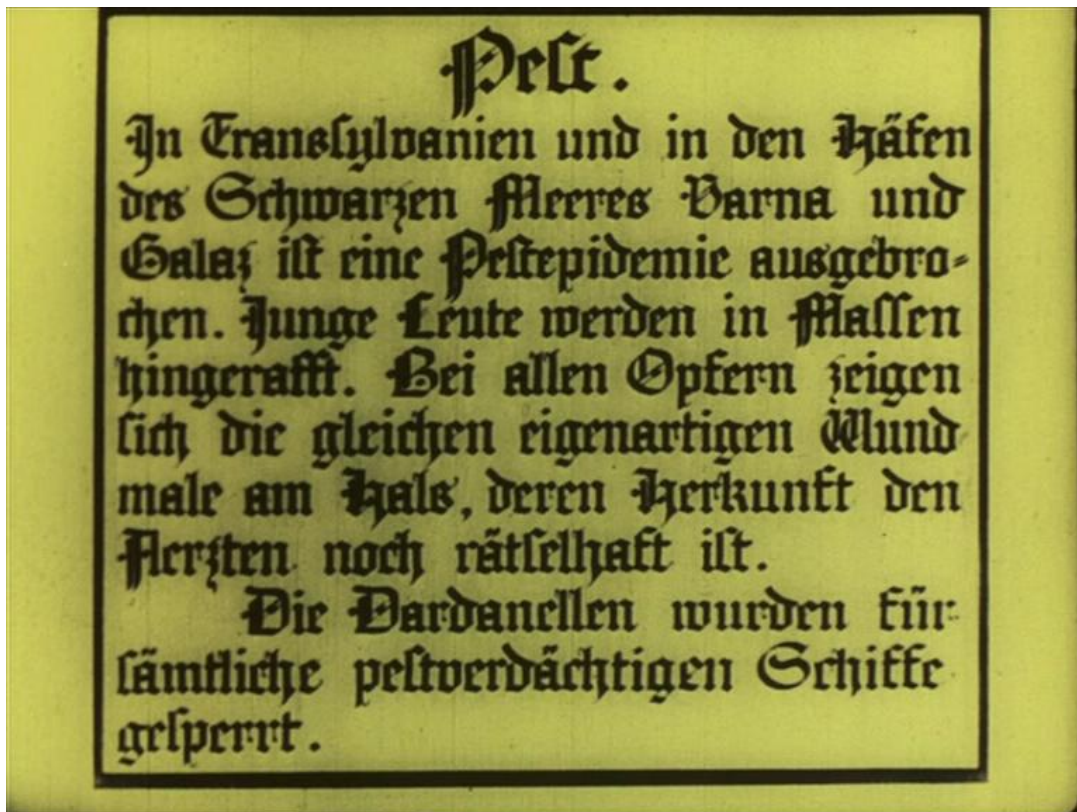 Pest.
In Transsylvanien und in den Häfen
des Schwarzen Meeres Varna und
Galaz ist eine Pestepidemie ausgebro-
chen. Junge Leute werden in Massen
hingerafft. Bei allen Opfern zeigen
sich die gleichen eigenartigen Wund
male am Hals, deren Herkunft den
Aerzten noch rätselhaft ist.
Die Dardanellen wurden für
sämtliche pestverdächtigen Schiffe
gesperrt.